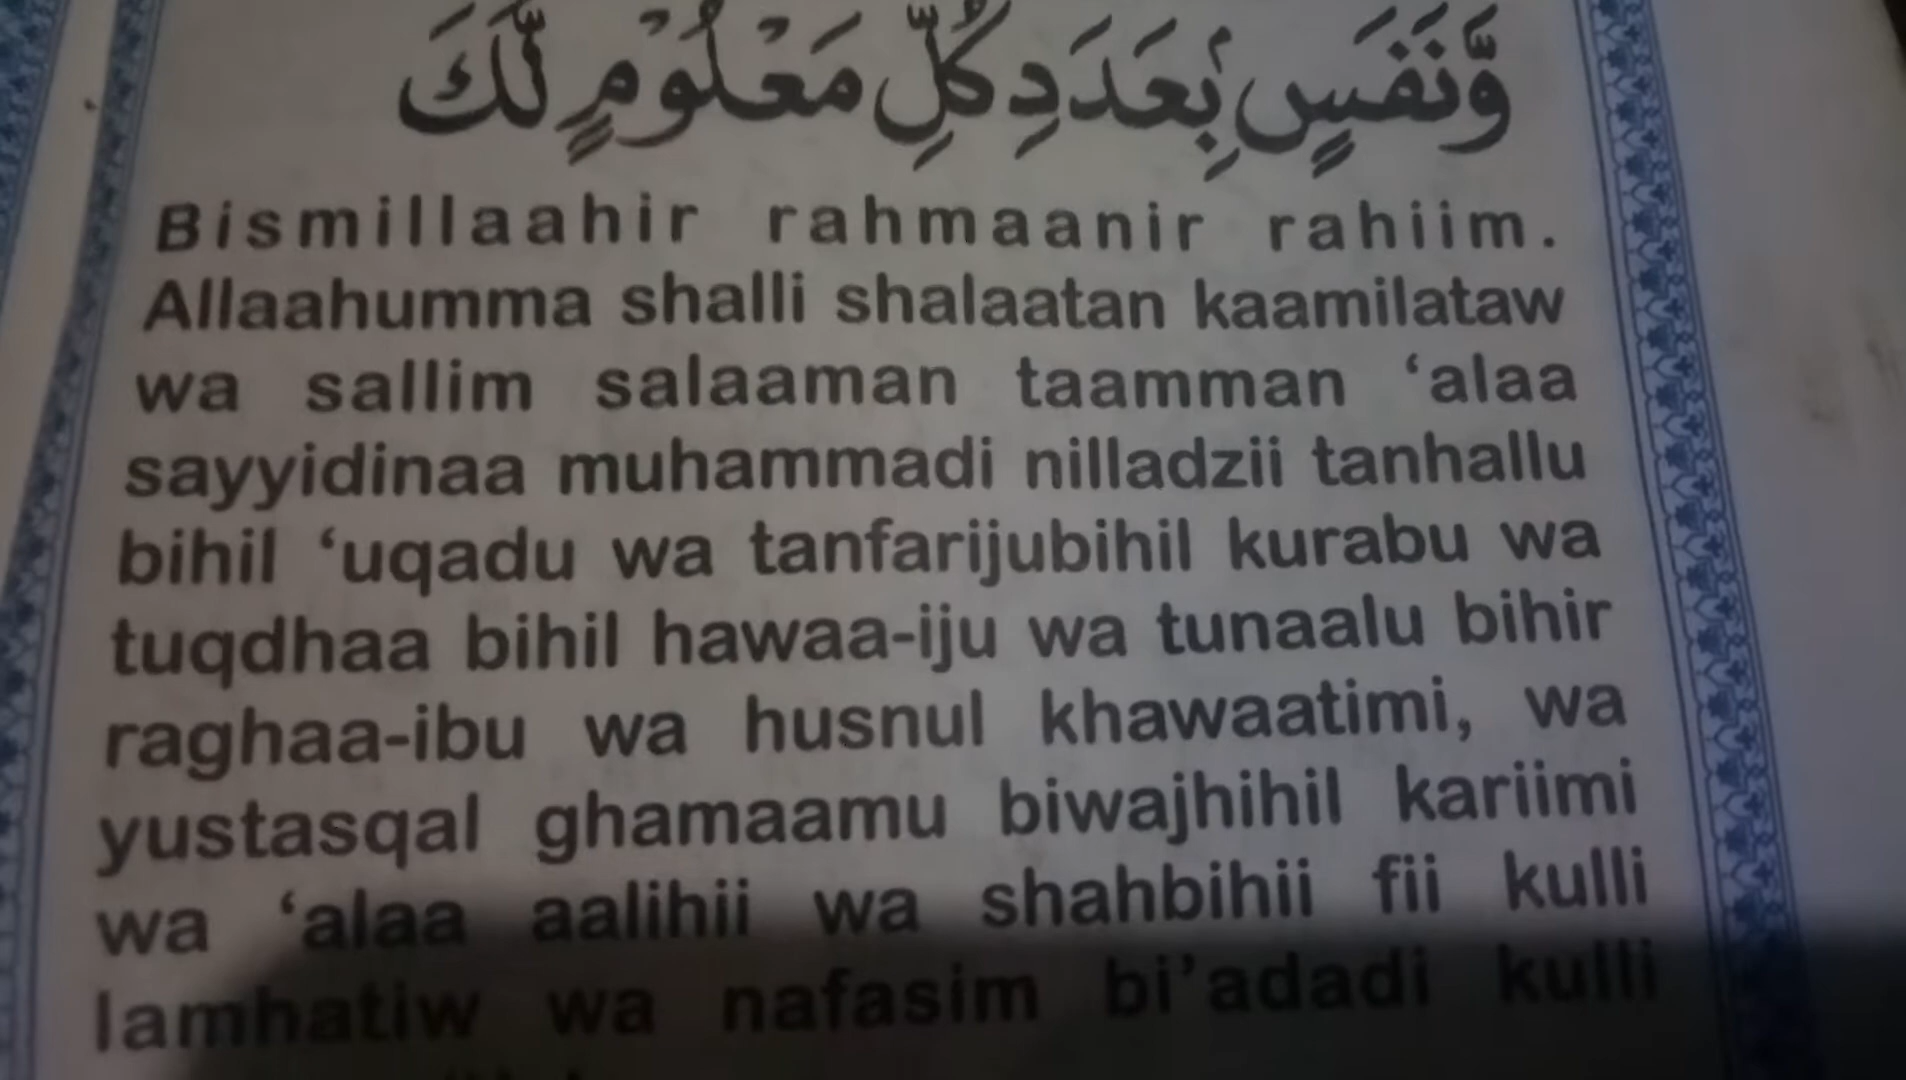 وَّنَفَسٍ بِعَدَدِ كُلِّ مَعْلُوْمٍ لَّكَ
Bismillaahir rahmaanir rahiim.
Allaahumma shalli shalaatan kaamilataw
wa sallim salaaman taamman ‘alaa
sayyidinaa muhammadi nilladzii tanhallu
bihil ‘uqadu wa tanfarijubihil kurabu wa
tuqdhaa bihil hawaa-iju wa tunaalu bihir
raghaa-ibu wa husnul khawaatimi, wa
yustasqal ghamaamu biwajhihil kariimi
wa ‘alaa aalihii wa shahbihii fii kulli
lamhatiw wa nafasim bi’adadi kulli